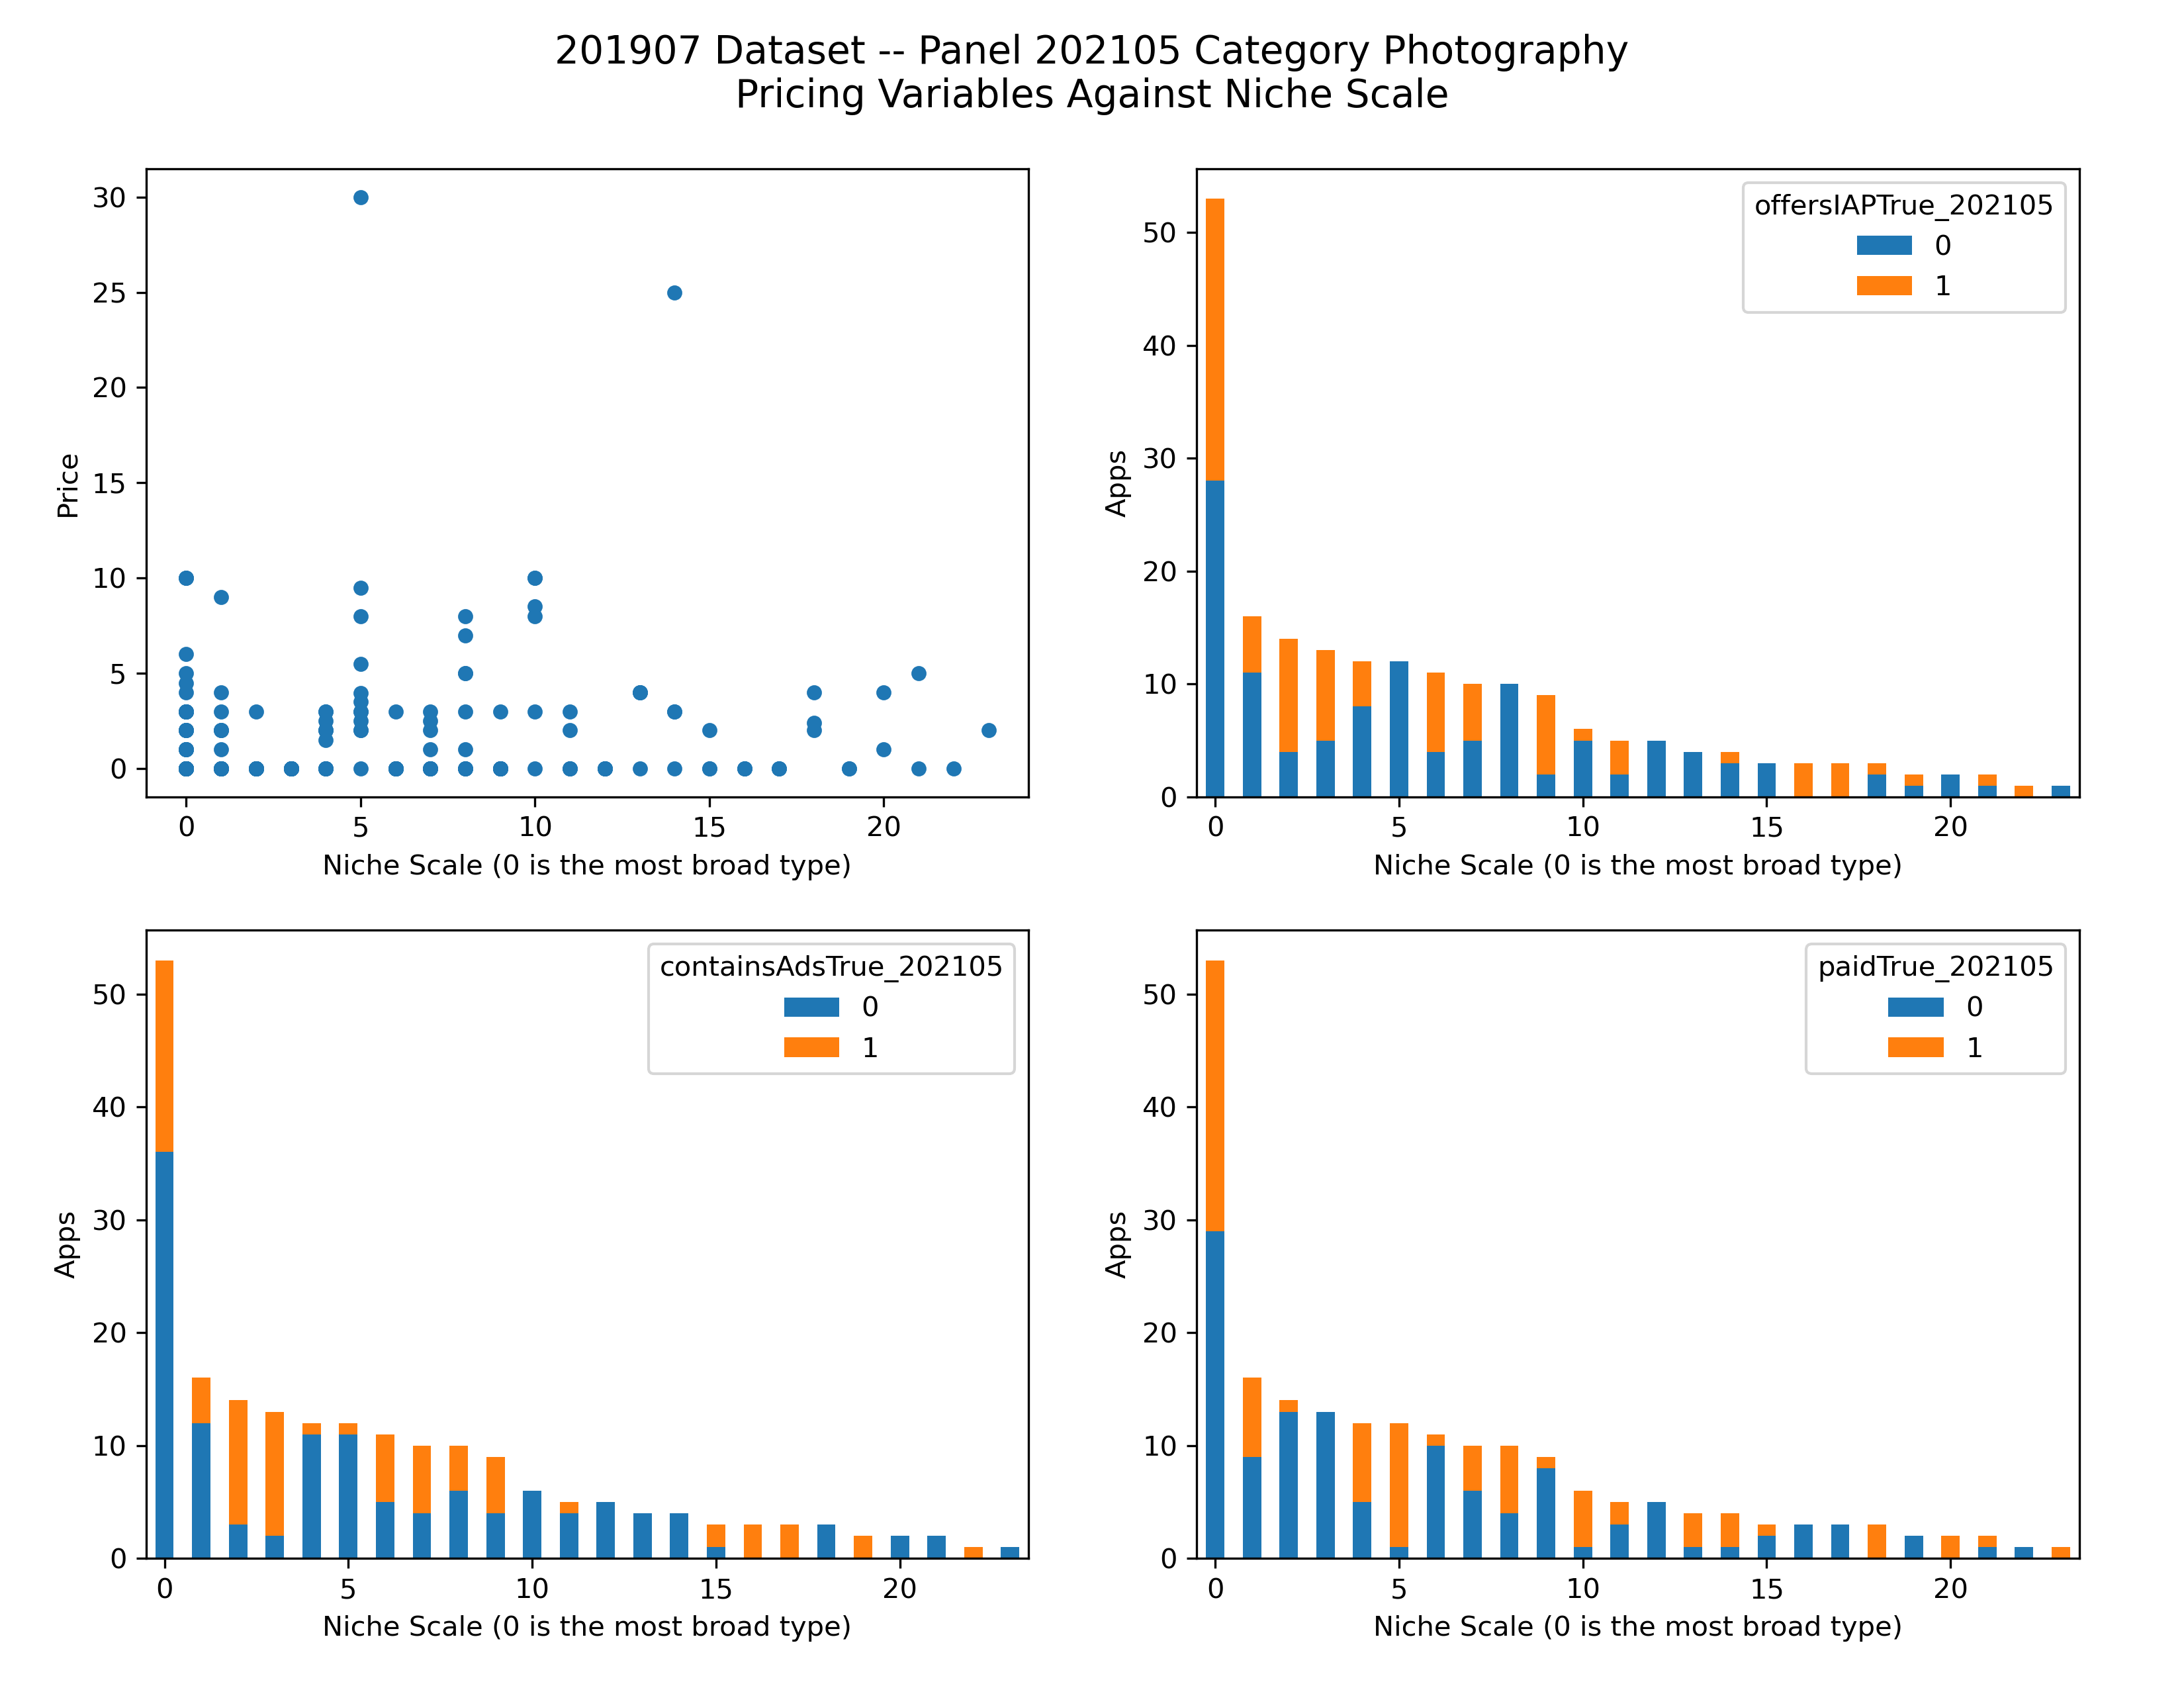 201907 Dataset -- Panel 202105 Category Photography
Pricing Variables Against Niche Scale
30
25
20
15
10
5
0
Price
0 5 10 15 20
Niche Scale (0 is the most broad type)
offersIAPTrue_202105
0
1
50
40
30
20
10
0
Apps
0 5 10 15 20
Niche Scale (0 is the most broad type)
containsAdsTrue_202105
0
1
50
40
30
20
10
0
Apps
0 5 10 15 20
Niche Scale (0 is the most broad type)
paidTrue_202105
0
1
50
40
30
20
10
0
Apps
0 5 10 15 20
Niche Scale (0 is the most broad type)